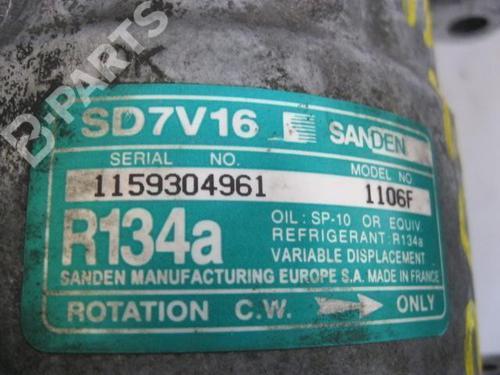 B-PARTS
SD7V16 SANDEN
SERIAL NO. MODEL NO
1159304961 1106F
R134a
OIL : SP-10 OR EQUIV.
REFRIGERANT : R134a
VARIABLE DISPLACEMENT
SANDEN MANUFACTURING EUROPE S.A. MADE IN FRANCE
ROTATION C.W. ONLY